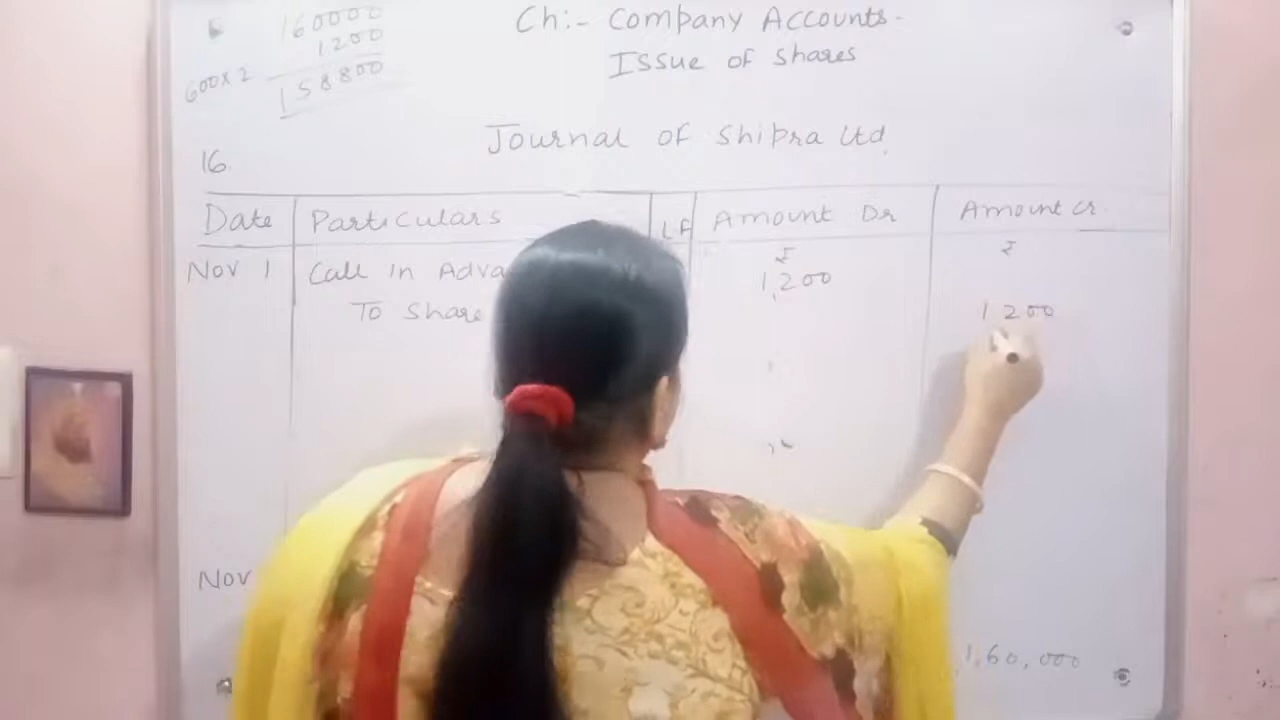 160000
1200
600x2
158800
Ch:- Company Accounts-
Issue of shares
Journal of Shipra Ltd.
16.
Date Particulars L F Amount Dr Amount Cr.
₹ ₹
Nov 1 Call In Adva 1,200
To Share 1200
Nov
1,60,000